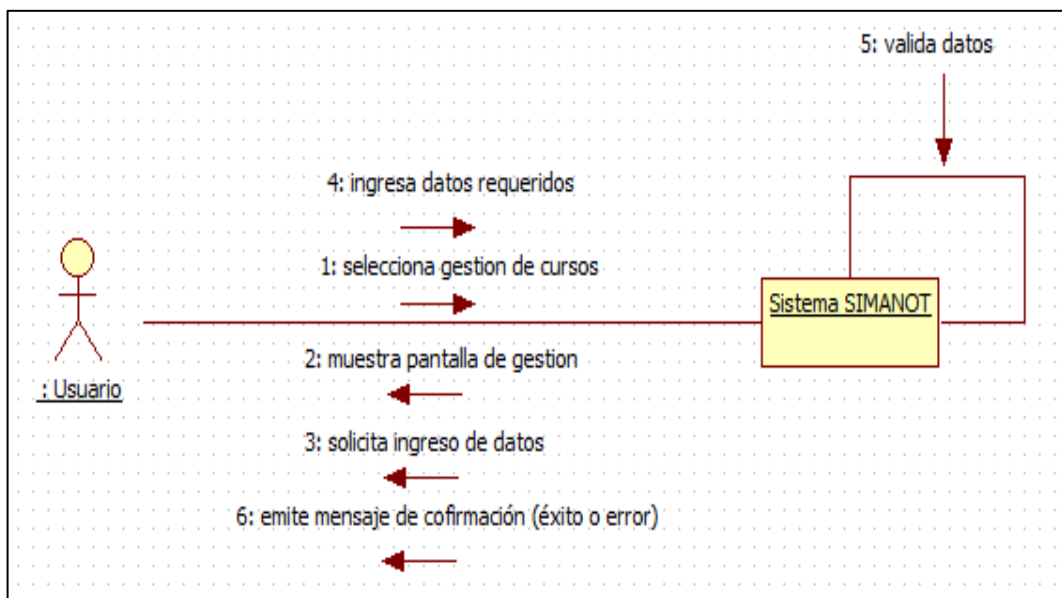 5: valida datos
4: ingresa datos requeridos
1: selecciona gestion de cursos
Sistema SIMANOT
2: muestra pantalla de gestion
: Usuario
3: solicita ingreso de datos
6: emite mensaje de cofirmación (éxito o error)